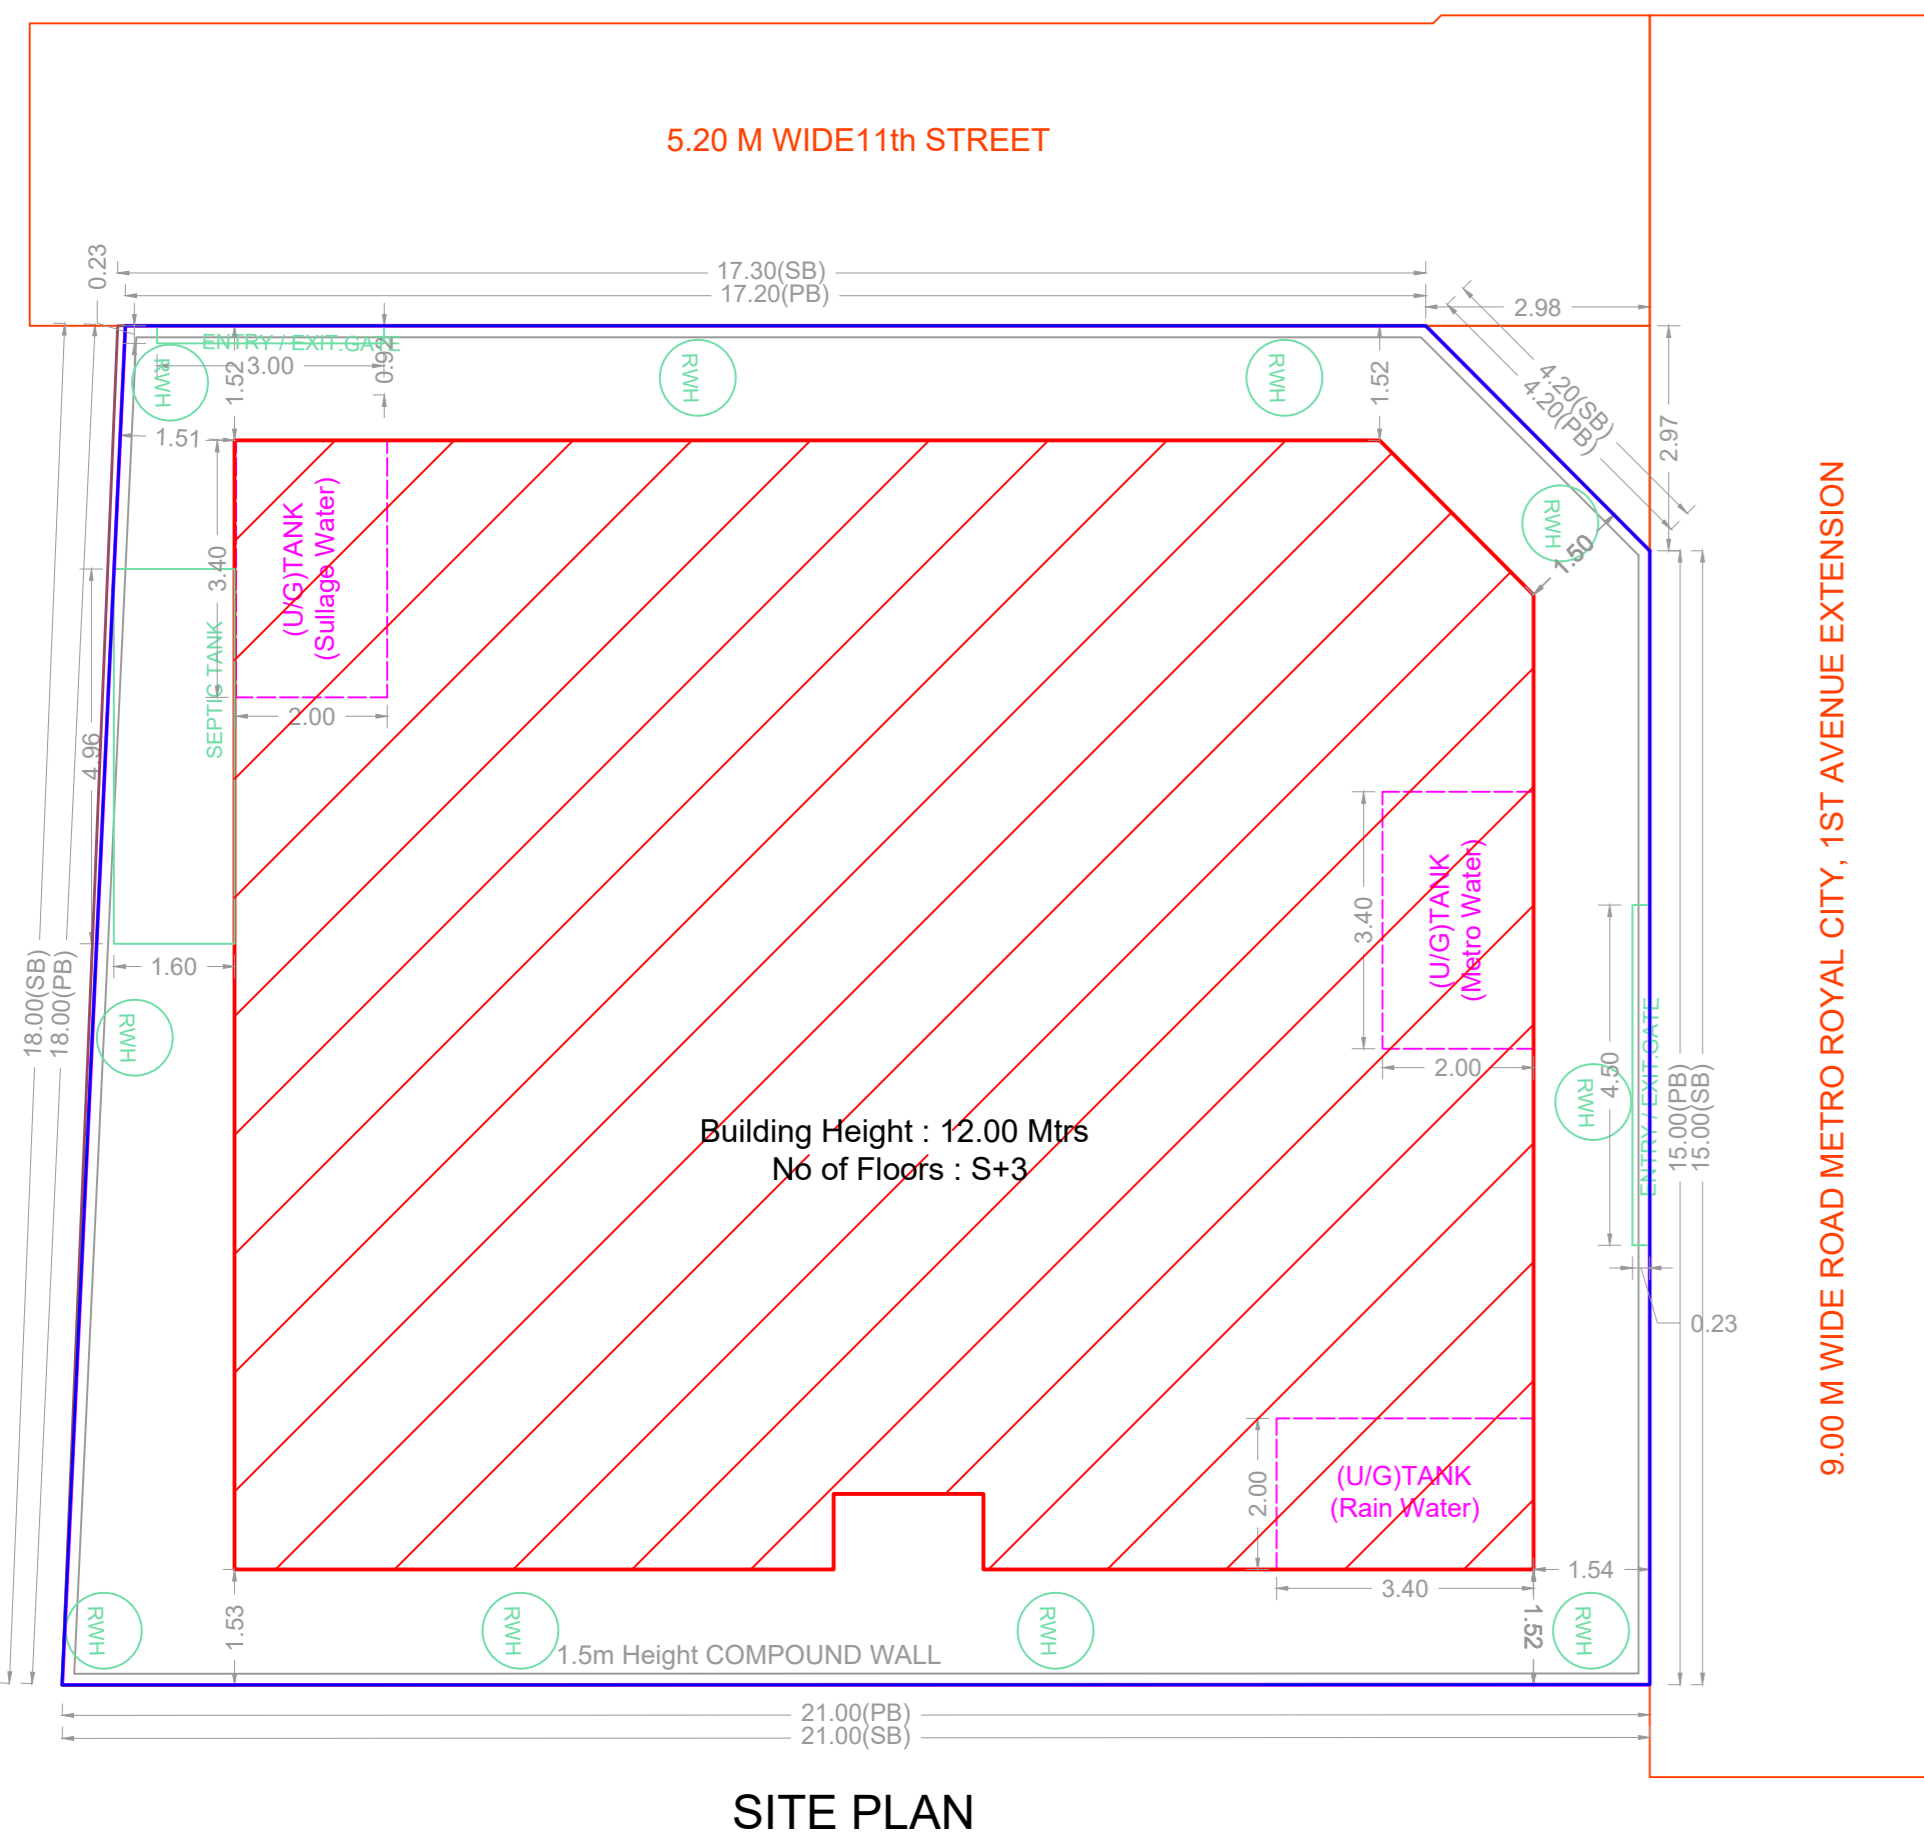 5.20 M WIDE11th STREET
0.23
17.30(SB)
17.20(PB)
2.98
4.20(SB)
4.20(PB)
2.97
ENTRY / EXIT.GATE
3.00
0.92
1.52
1.52
RWH
RWH
RWH
1.51
RWH
1.50
3.40
(U/G)TANK
(Sullage Water)
SEPTIC TANK
2.00
4.96
1.60
18.00(SB)
18.00(PB)
RWH
3.40
(U/G)TANK
(Metro Water)
2.00
4.50
RWH
ENTRY / EXIT.GATE
15.00(PB)
15.00(SB)
9.00 M WIDE ROAD METRO ROYAL CITY, 1ST AVENUE EXTENSION
Building Height : 12.00 Mtrs
No of Floors : S+3
0.23
2.00
(U/G)TANK
(Rain Water)
3.40
1.54
1.53
1.52
RWH
RWH
RWH
RWH
1.5m Height COMPOUND WALL
21.00(PB)
21.00(SB)
SITE PLAN